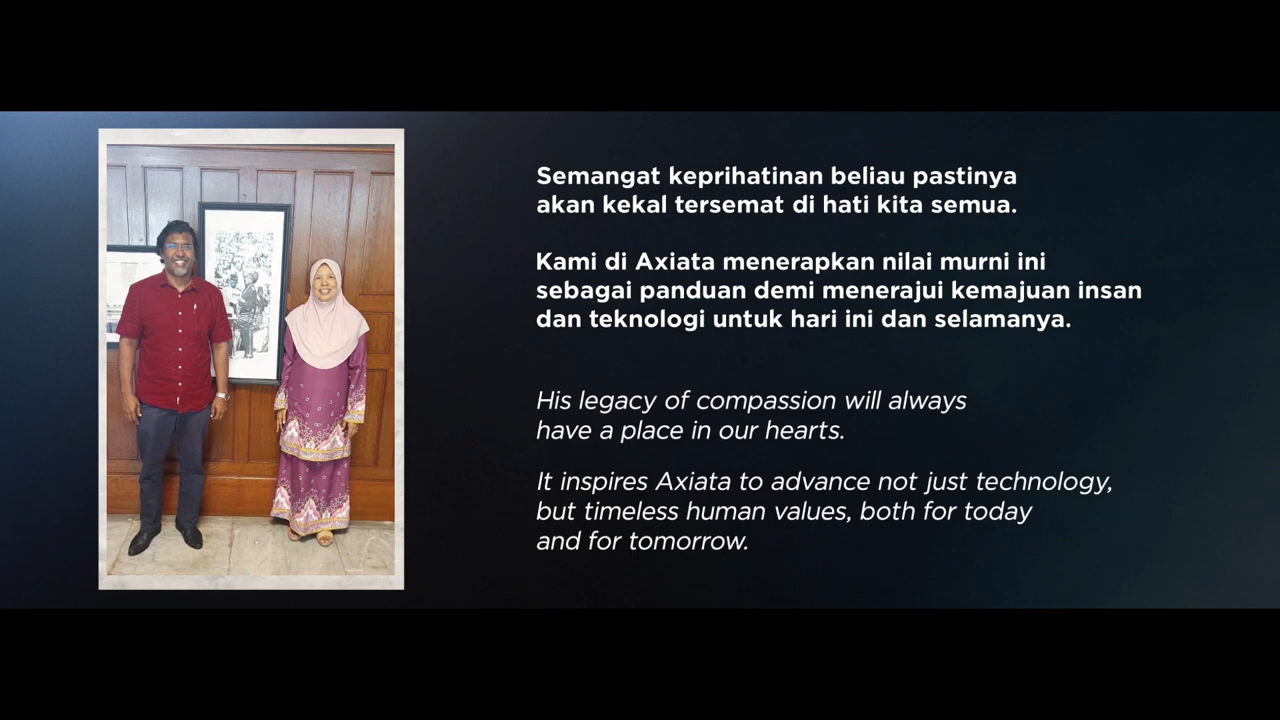 Semangat keprihatinan beliau pastinya
akan kekal tersemat di hati kita semua.
Kami di Axiata menerapkan nilai murni ini
sebagai panduan demi menerajui kemajuan insan
dan teknologi untuk hari ini dan selamanya.
His legacy of compassion will always
have a place in our hearts.
It inspires Axiata to advance not just technology,
but timeless human values, both for today
and for tomorrow.